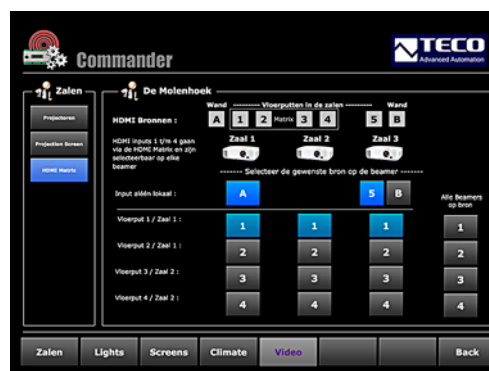 Commander
TECO
Advanced Automation
Zalen
De Molenhoek
Projectoren
Projection Screen
HDMI Matrix
Wand ------- Vloerputten in de zalen ------- Wand
HDMI Bronnen : A 1 2 Matrix 3 4 5 B
HDMI inputs 1 t/m 4 gaan
via de HDMI Matrix en zijn
selecteerbaar op elke
beamer
Zaal 1 Zaal 2 Zaal 3
------- Selecteer de gewenste bron op de beamer -------
Input alléén lokaal : A 5 B
Alle Beamers
op bron
Vloerput 1 / Zaal 1 : 1 1 1 1
Vloerput 2 / Zaal 1 : 2 2 2 2
Vloerput 3 / Zaal 2 : 3 3 3 3
Vloerput 4 / Zaal 2 : 4 4 4 4
Zalen Lights Screens Climate Video Back